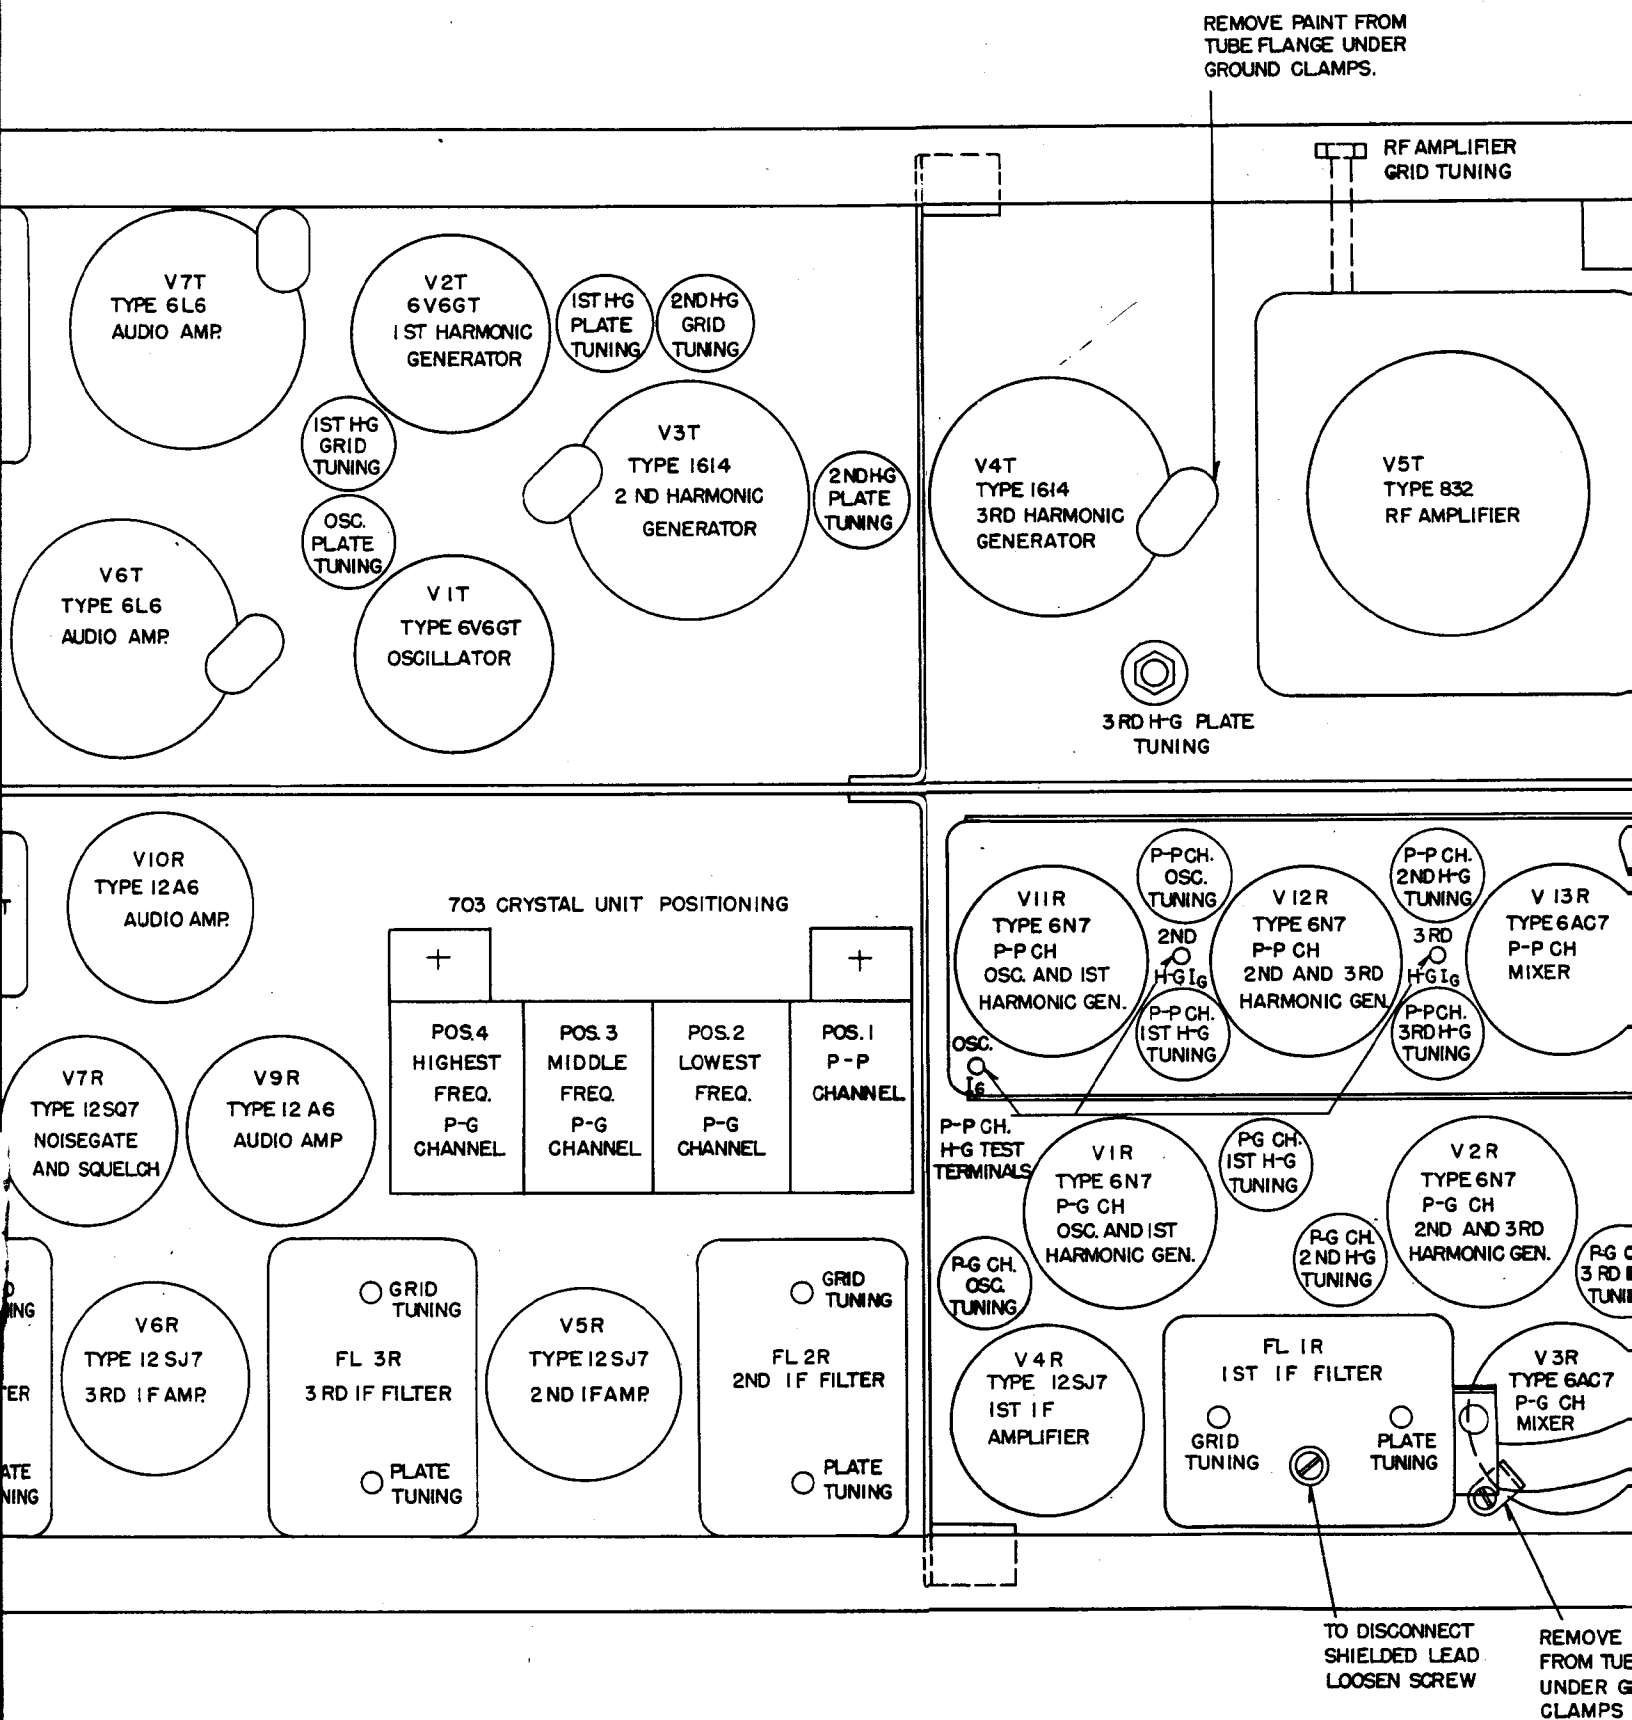 REMOVE PAINT FROM
TUBE FLANGE UNDER
GROUND CLAMPS.
RF AMPLIFIER
GRID TUNING
V7T
TYPE 6L6
AUDIO AMP.
V2T
6V6GT
1ST HARMONIC
GENERATOR
1ST H-G
PLATE
TUNING
2ND H-G
GRID
TUNING
1ST H-G
GRID
TUNING
V3T
TYPE 1614
2ND HARMONIC
GENERATOR
2ND H-G
PLATE
TUNING
V4T
TYPE 1614
3RD HARMONIC
GENERATOR
V5T
TYPE 832
RF AMPLIFIER
OSC.
PLATE
TUNING
V6T
TYPE 6L6
AUDIO AMP.
V1T
TYPE 6V6GT
OSCILLATOR
3RD H-G PLATE
TUNING
V10R
TYPE 12A6
AUDIO AMP.
T
703 CRYSTAL UNIT POSITIONING
POS.4
HIGHEST
FREQ.
P-G
CHANNEL
POS.3
MIDDLE
FREQ.
P-G
CHANNEL
POS.2
LOWEST
FREQ.
P-G
CHANNEL
POS.1
P-P
CHANNEL
V11R
TYPE 6N7
P-P CH
OSC. AND 1ST
HARMONIC GEN.
P-P CH.
OSC.
TUNING
2ND
H-G IG
P-P CH.
1ST H-G
TUNING
V12R
TYPE 6N7
P-P CH
2ND AND 3RD
HARMONIC GEN.
P-P CH.
2ND H-G
TUNING
3RD
H-G IG
P-P CH.
3RD H-G
TUNING
V13R
TYPE 6AC7
P-P CH
MIXER
OSC.
IG
P-P CH.
H-G TEST
TERMINALS
V7R
TYPE 12SQ7
NOISEGATE
AND SQUELCH
V9R
TYPE 12A6
AUDIO AMP
V1R
TYPE 6N7
P-G CH
OSC. AND 1ST
HARMONIC GEN.
PG CH.
1ST H-G
TUNING
V2R
TYPE 6N7
P-G CH
2ND AND 3RD
HARMONIC GEN.
P-G CH.
2ND H-G
TUNING
P-G CH.
OSC.
TUNING
P-G
3RD
GRID
TUNING
V6R
TYPE 12SJ7
3RD IF AMP.
FL 3R
3RD IF FILTER
PLATE
TUNING
V5R
TYPE 12SJ7
2ND IF AMP.
GRID
TUNING
FL 2R
2ND IF FILTER
PLATE
TUNING
V4R
TYPE 12SJ7
1ST IF
AMPLIFIER
FL 1R
1ST IF FILTER
GRID
TUNING
PLATE
TUNING
V3R
TYPE 6AC7
P-G CH
MIXER
TO DISCONNECT
SHIELDED LEAD
LOOSEN SCREW
REMOVE
FROM
UNDER
CLAMPS